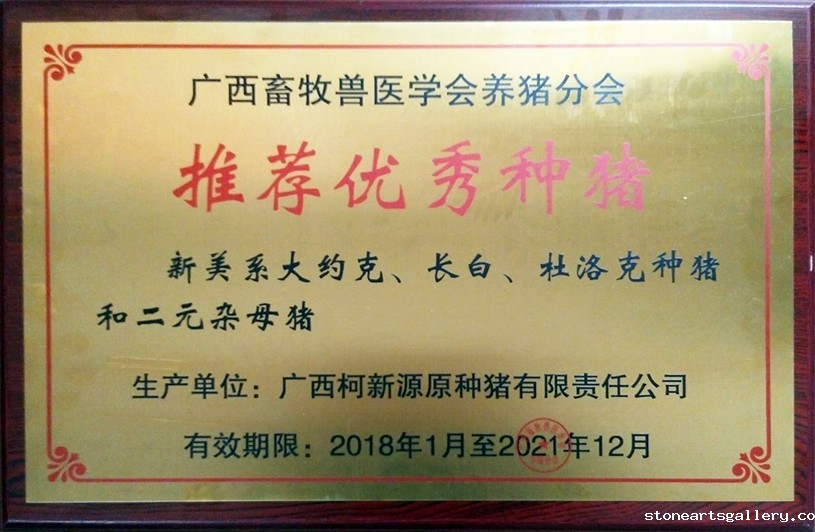 广西畜牧兽医学会养猪分会
推荐优秀种猪
新美系大约克、长白、杜洛克种猪
和二元杂母猪
生产单位：广西柯新源原种猪有限责任公司
有效期限：2018年1月至2021年12月
stoneartsgallery.co